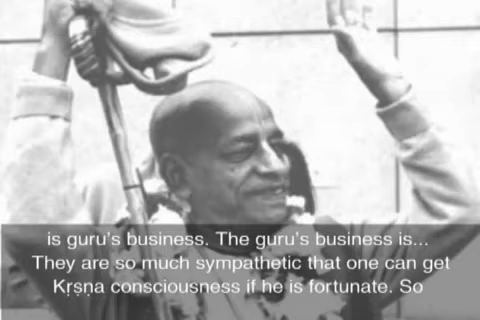 is guru's business. The guru's business is...
They are so much sympathetic that one can get
Kṛṣṇa consciousness if he is fortunate. So